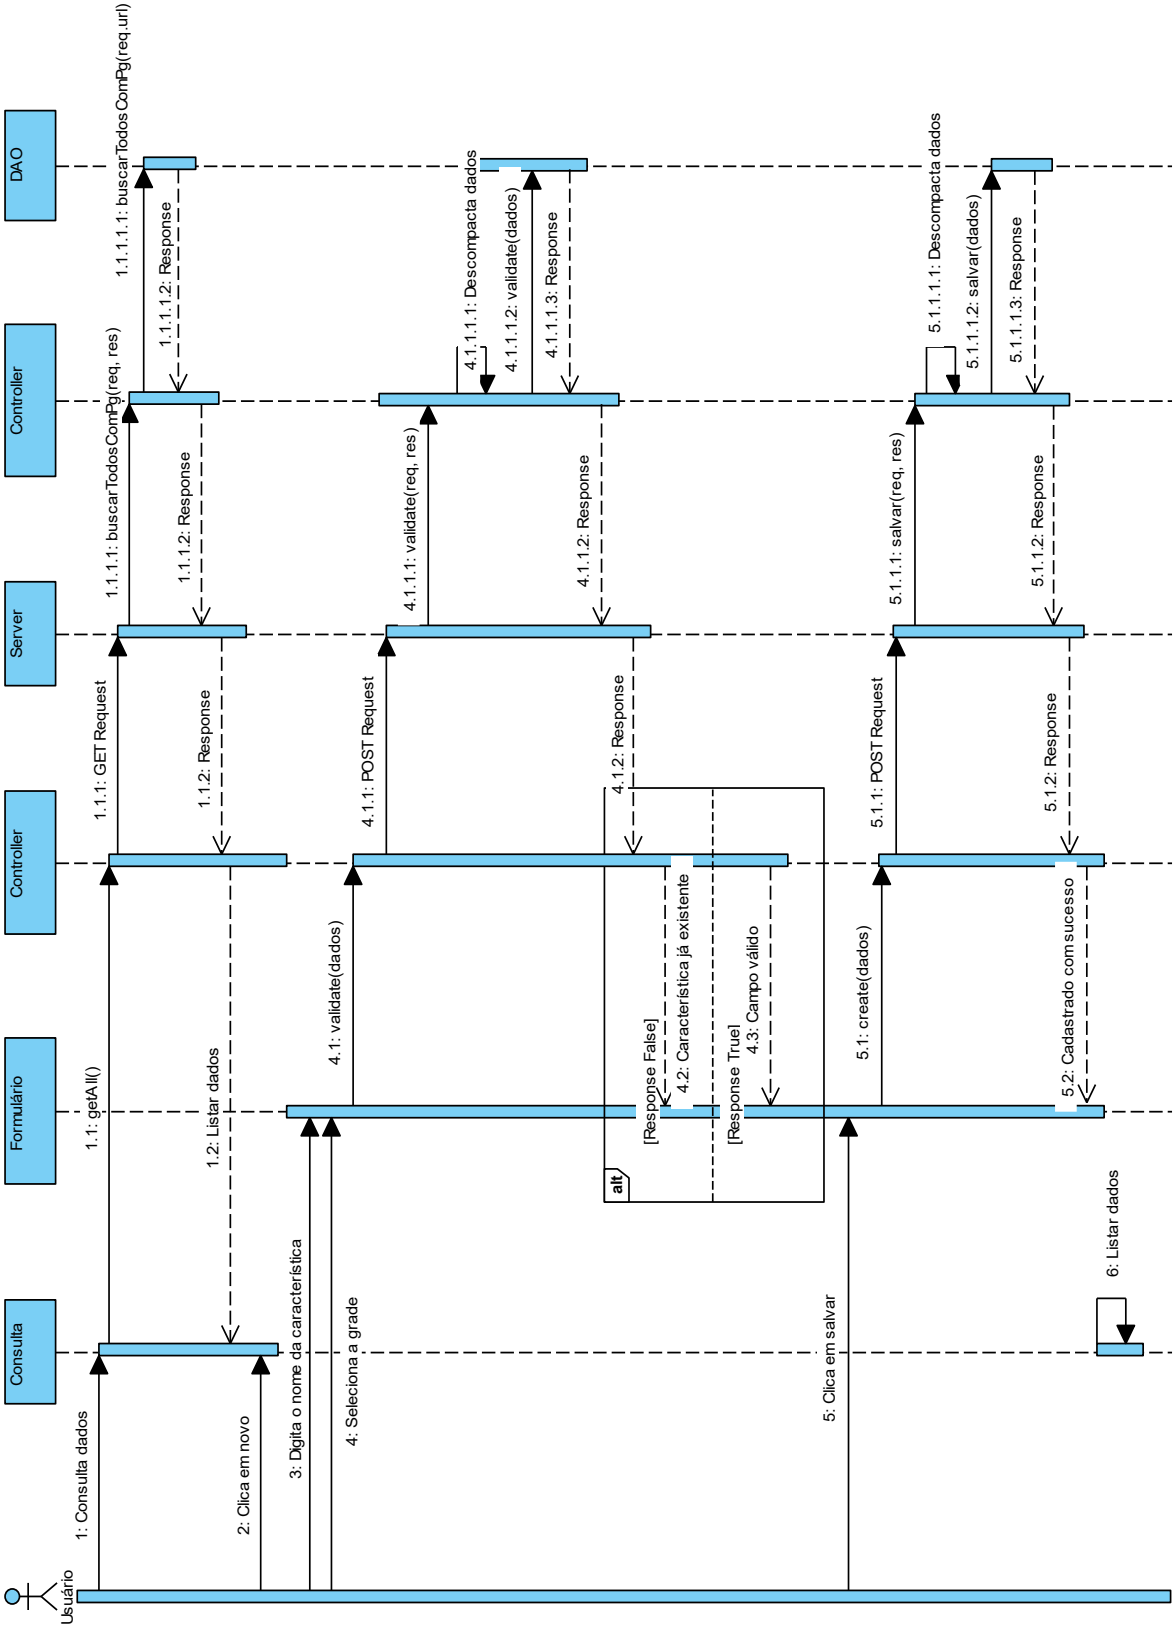 Usuário
Consulta
Formulário
Controller
Server
Controller
DAO
1: Consulta dados
1.1: getAll()
1.1.1: GET Request
1.1.1.1: buscarTodosComPg(req, res)
1.1.1.1.1: buscarTodosComPg(req.url)
1.1.1.1.2: Response
1.1.1.2: Response
1.1.2: Response
1.2: Listar dados
2: Clica em novo
3: Digita o nome da característica
4: Seleciona a grade
4.1: validate(dados)
4.1.1: POST Request
4.1.1.1: validate(req, res)
4.1.1.1.1: Descompacta dados
4.1.1.1.2: validate(dados)
4.1.1.1.3: Response
4.1.1.2: Response
4.1.2: Response
alt
[Response False]
4.2: Característica já existente
[Response True]
4.3: Campo válido
5: Clica em salvar
5.1: create(dados)
5.1.1: POST Request
5.1.1.1: salvar(req, res)
5.1.1.1.1: Descompacta dados
5.1.1.1.2: salvar(dados)
5.1.1.1.3: Response
5.1.1.2: Response
5.1.2: Response
5.2: Cadastrado com sucesso
6: Listar dados